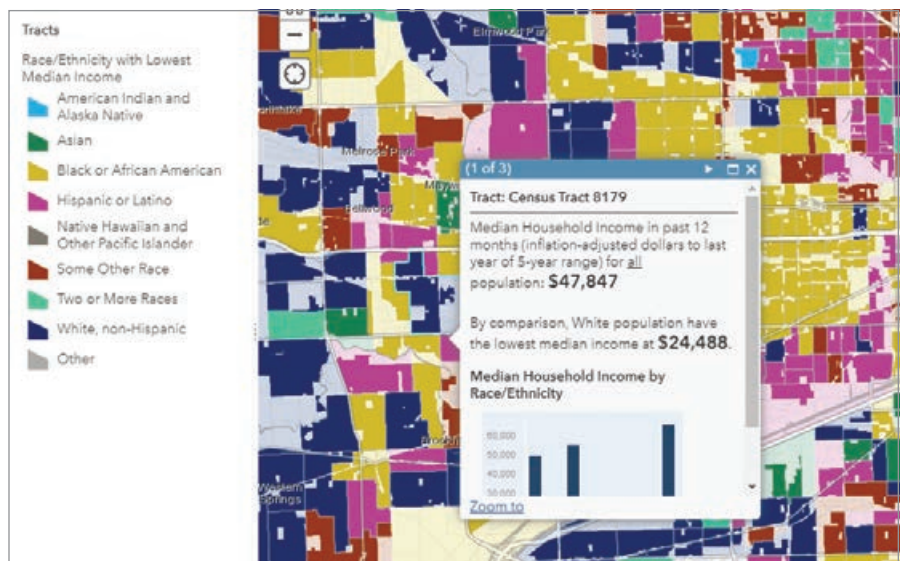 Tracts
Race/Ethnicity with Lowest
Median Income
American Indian and
Alaska Native
Asian
Black or African American
Hispanic or Latino
Native Hawaiian and
Other Pacific Islander
Some Other Race
Two or More Races
White, non-Hispanic
Other
Elmwood Park
Melrose Park
Bellwood
Western
Springs
(1 of 3)
Tract: Census Tract 8179
Median Household Income in past 12
months (inflation-adjusted dollars to last
year of 5-year range) for all
population: $47,847
By comparison, White population have
the lowest median income at $24,488.
Median Household Income by
Race/Ethnicity
60,000
50,000
40,000
30,000
Zoom to